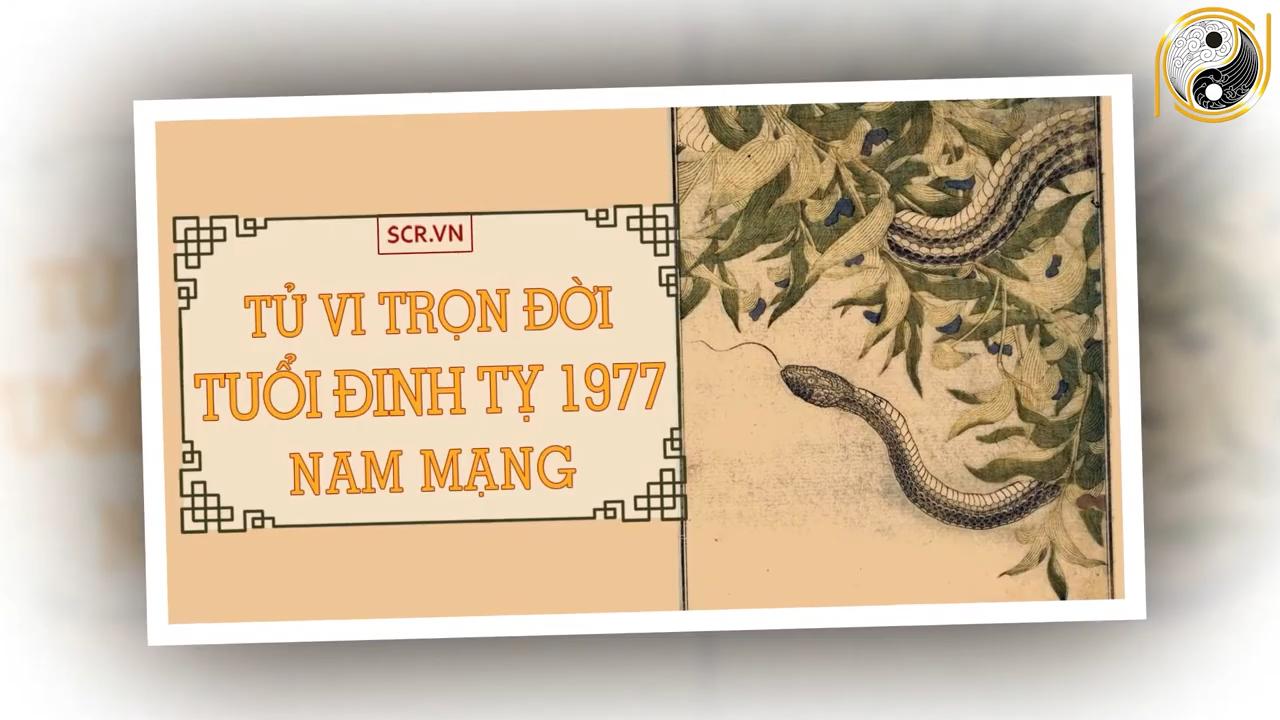 SCR.VN
TỬ VI TRỌN ĐỜI
TUỔI ĐINH TỴ 1977
NAM MẠNG